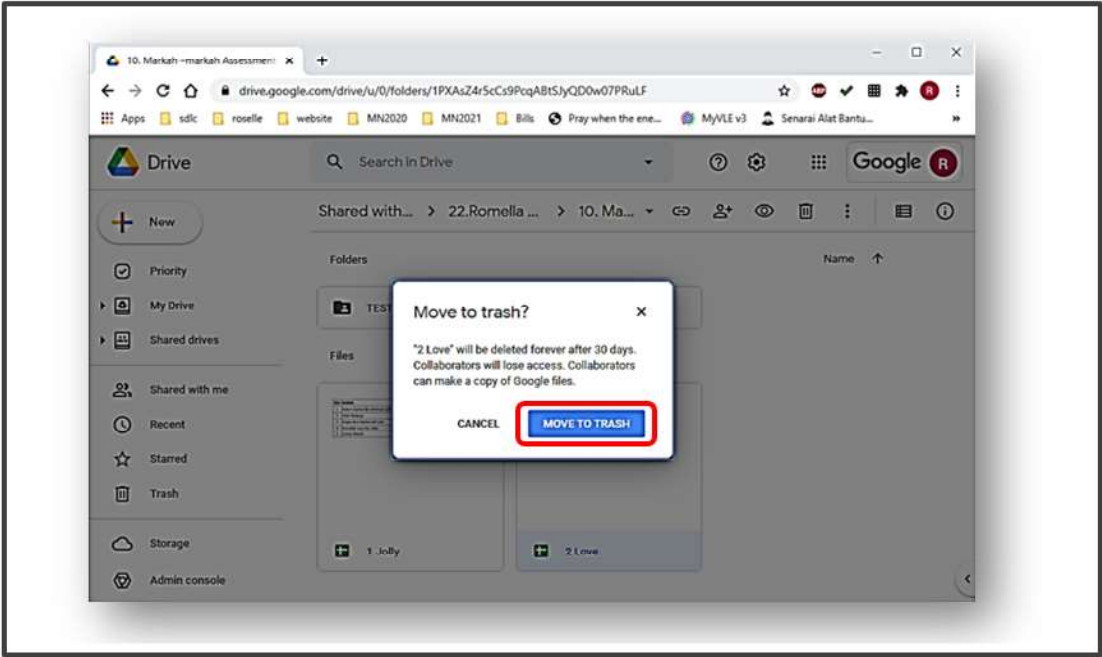 10. Markah –markah Assessment
drive.google.com/drive/u/0/folders/1PXAsZ4r5cCs9PcqABtSJyQD0w07PRuLF
Apps sdlc roselle website MN2020 MN2021 Bills Pray when the ene... MyVLE v3 Senarai Alat Bantu...
Drive
Search in Drive
Google R
New
Shared with... > 22.Romella ... > 10. Ma...
Priority
My Drive
Shared drives
Shared with me
Recent
Starred
Trash
Storage
Admin console
Folders
Name
TEST
Files
Move to trash?
"2 Love" will be deleted forever after 30 days.
Collaborators will lose access. Collaborators
can make a copy of Google files.
CANCEL MOVE TO TRASH
1 Jolly
2 Love